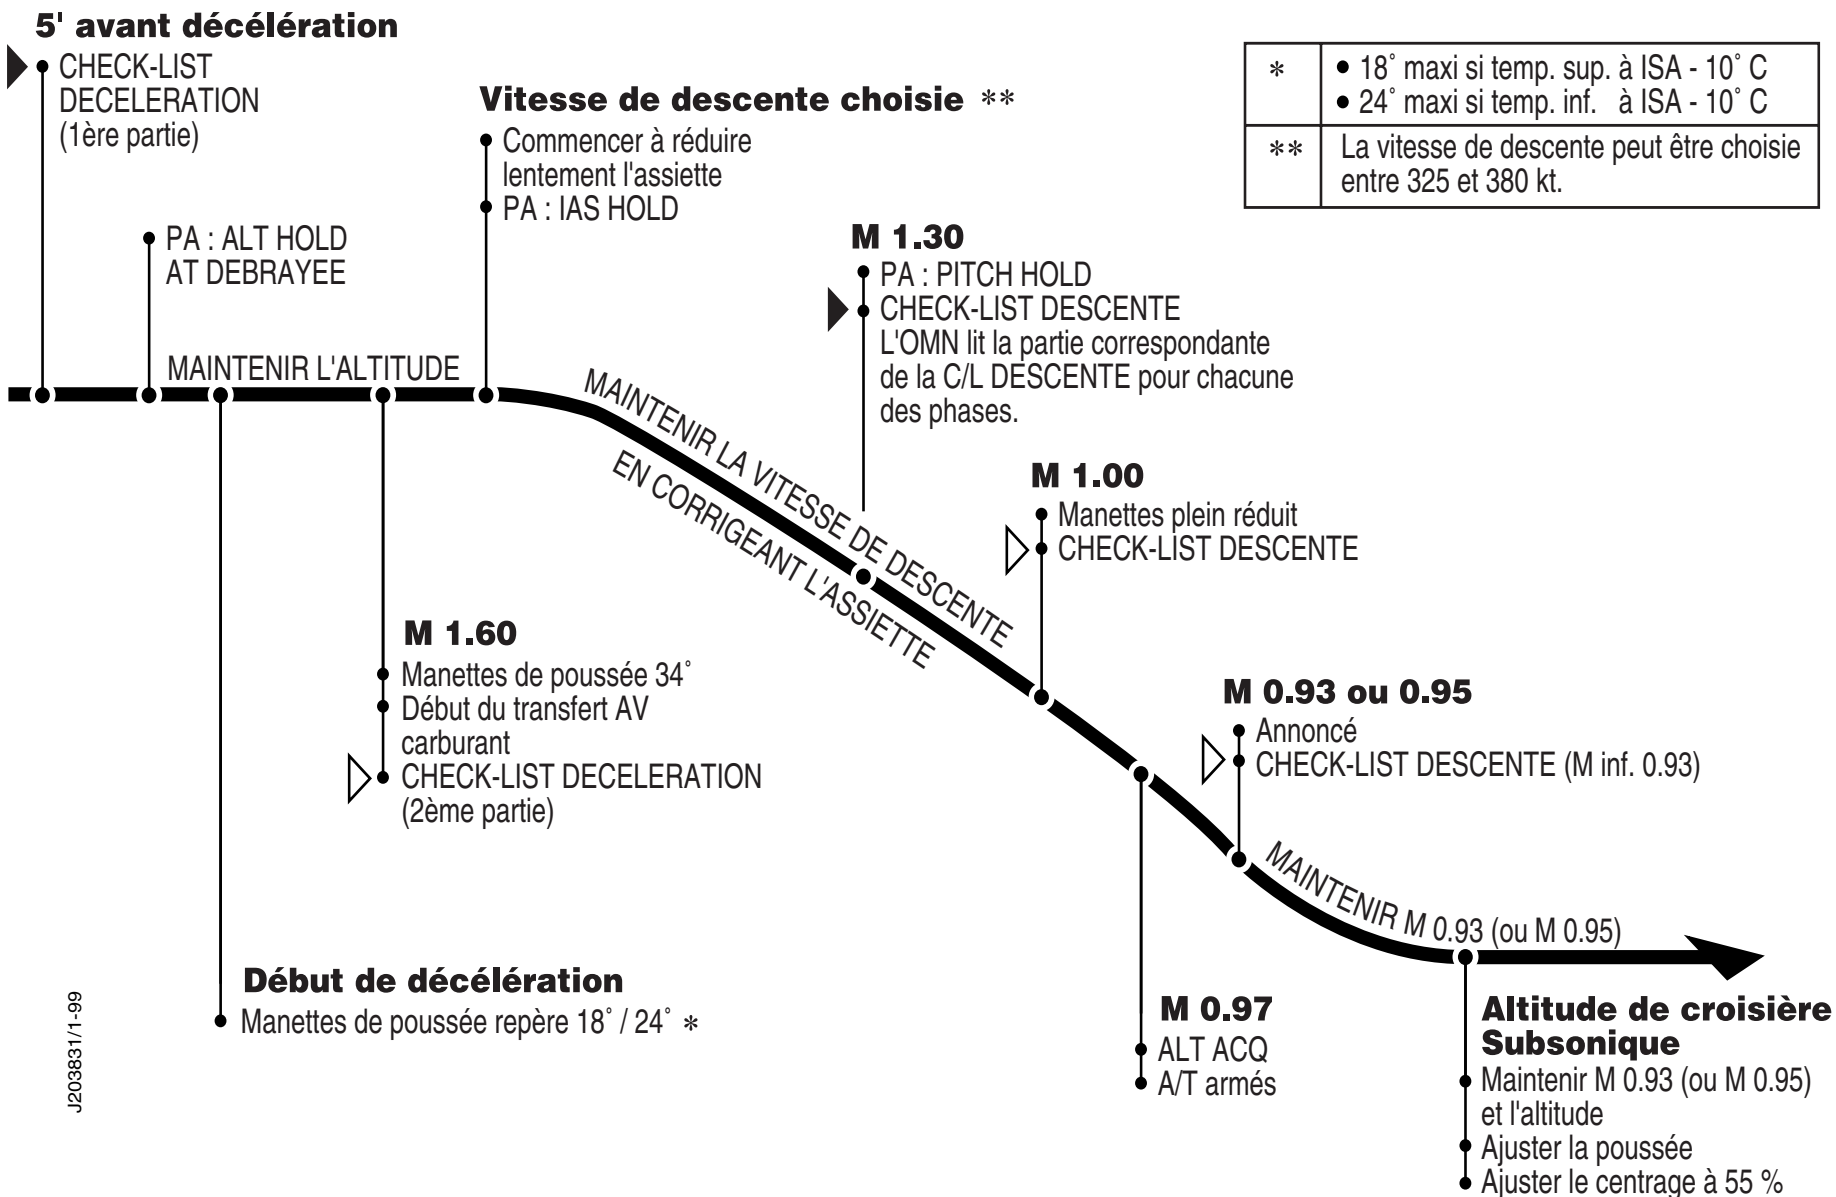 5' avant décélération
CHECK-LIST
DECELERATION
(1ère partie)
PA : ALT HOLD
AT DEBRAYEE
MAINTENIR L'ALTITUDE
Vitesse de descente choisie **
Commencer à réduire
lentement l'assiette
PA : IAS HOLD
* • 18° maxi si temp. sup. à ISA - 10° C
• 24° maxi si temp. inf. à ISA - 10° C
** La vitesse de descente peut être choisie
entre 325 et 380 kt.
M 1.30
PA : PITCH HOLD
CHECK-LIST DESCENTE
L'OMN lit la partie correspondante
de la C/L DESCENTE pour chacune
des phases.
MAINTENIR LA VITESSE DE DESCENTE
EN CORRIGEANT L'ASSIETTE
M 1.00
Manettes plein réduit
CHECK-LIST DESCENTE
M 1.60
Manettes de poussée 34°
Début du transfert AV
carburant
CHECK-LIST DECELERATION
(2ème partie)
M 0.93 ou 0.95
Annoncé
CHECK-LIST DESCENTE (M inf. 0.93)
MAINTENIR M 0.93 (ou M 0.95)
Début de décélération
Manettes de poussée repère 18° / 24° *
M 0.97
ALT ACQ
A/T armés
Altitude de croisière
Subsonique
Maintenir M 0.93 (ou M 0.95)
et l'altitude
Ajuster la poussée
Ajuster le centrage à 55 %
J203831/1-99